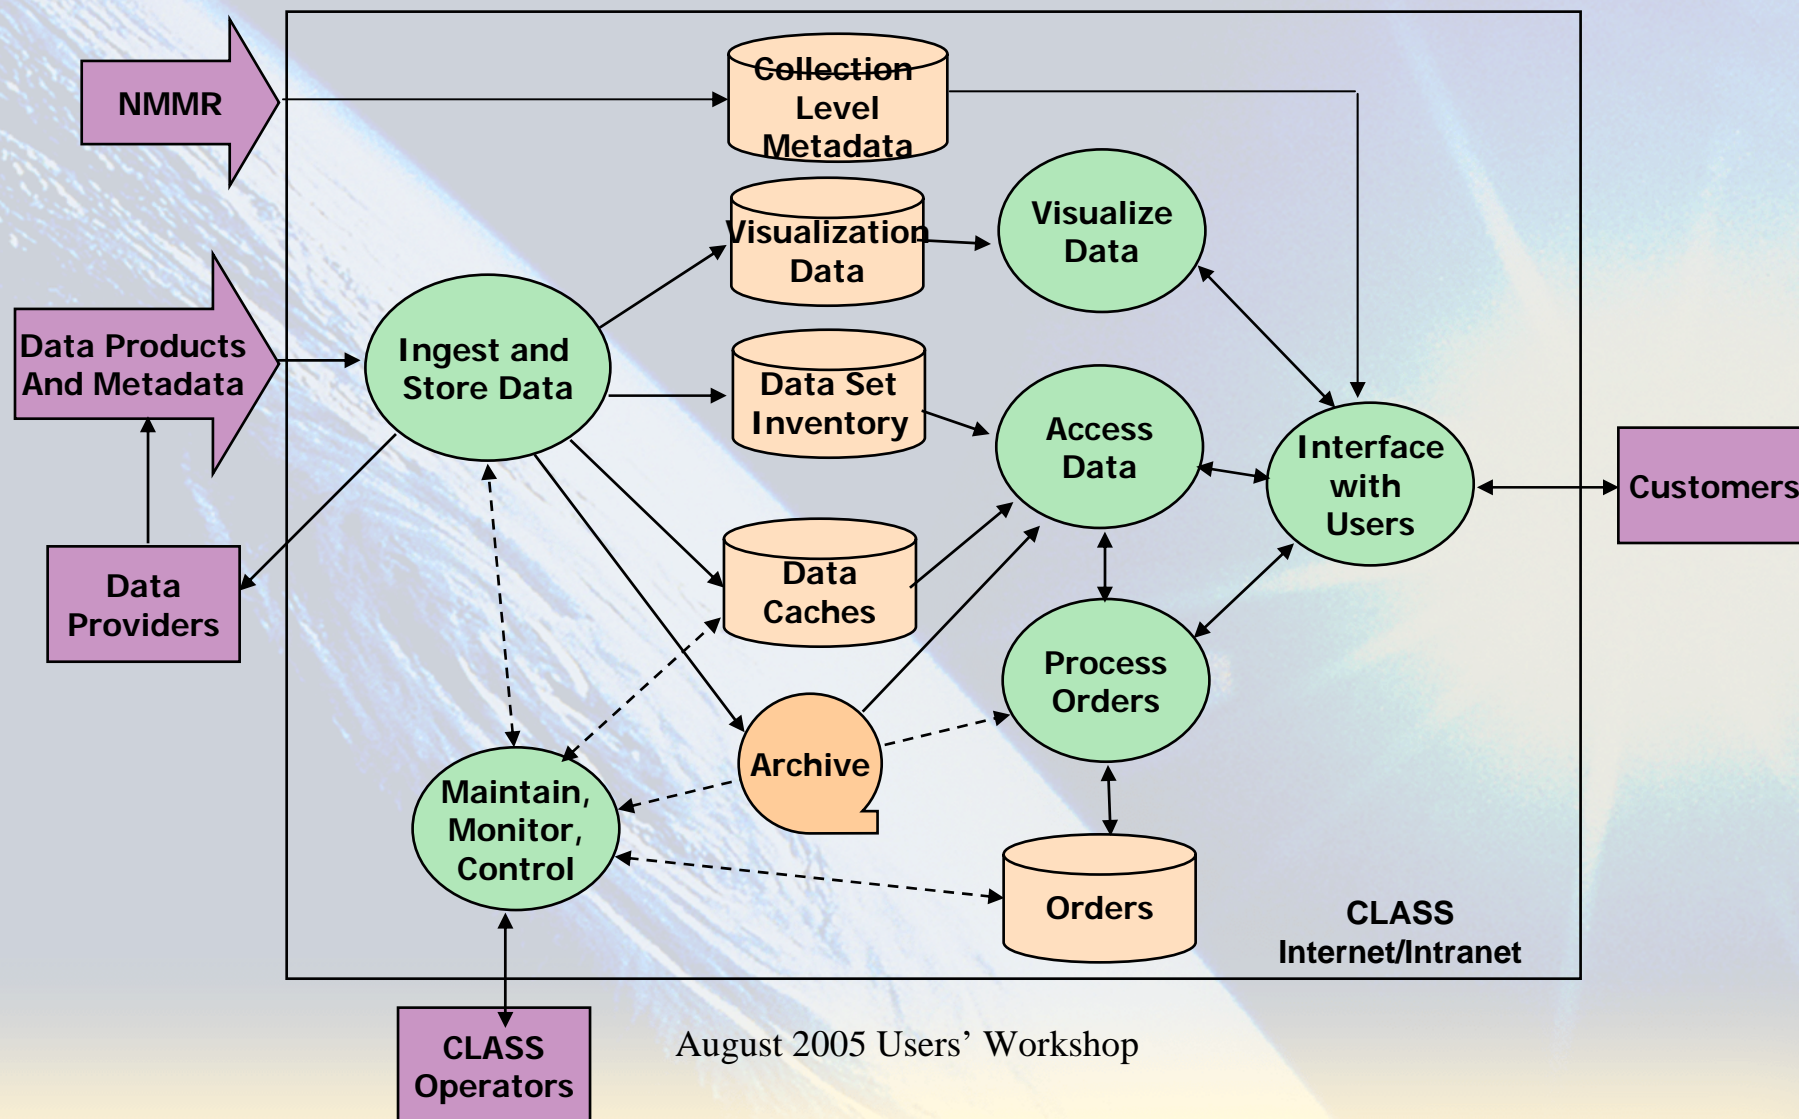 NMMR
Collection
Level
Metadata
Visualization
Data
Visualize
Data
Data Products
And Metadata
Ingest and
Store Data
Data Set
Inventory
Access
Data
Interface
with
Users
Customers
Data
Providers
Data
Caches
Process
Orders
Archive
Maintain,
Monitor,
Control
Orders
CLASS
Internet/Intranet
CLASS
Operators
August 2005 Users’ Workshop